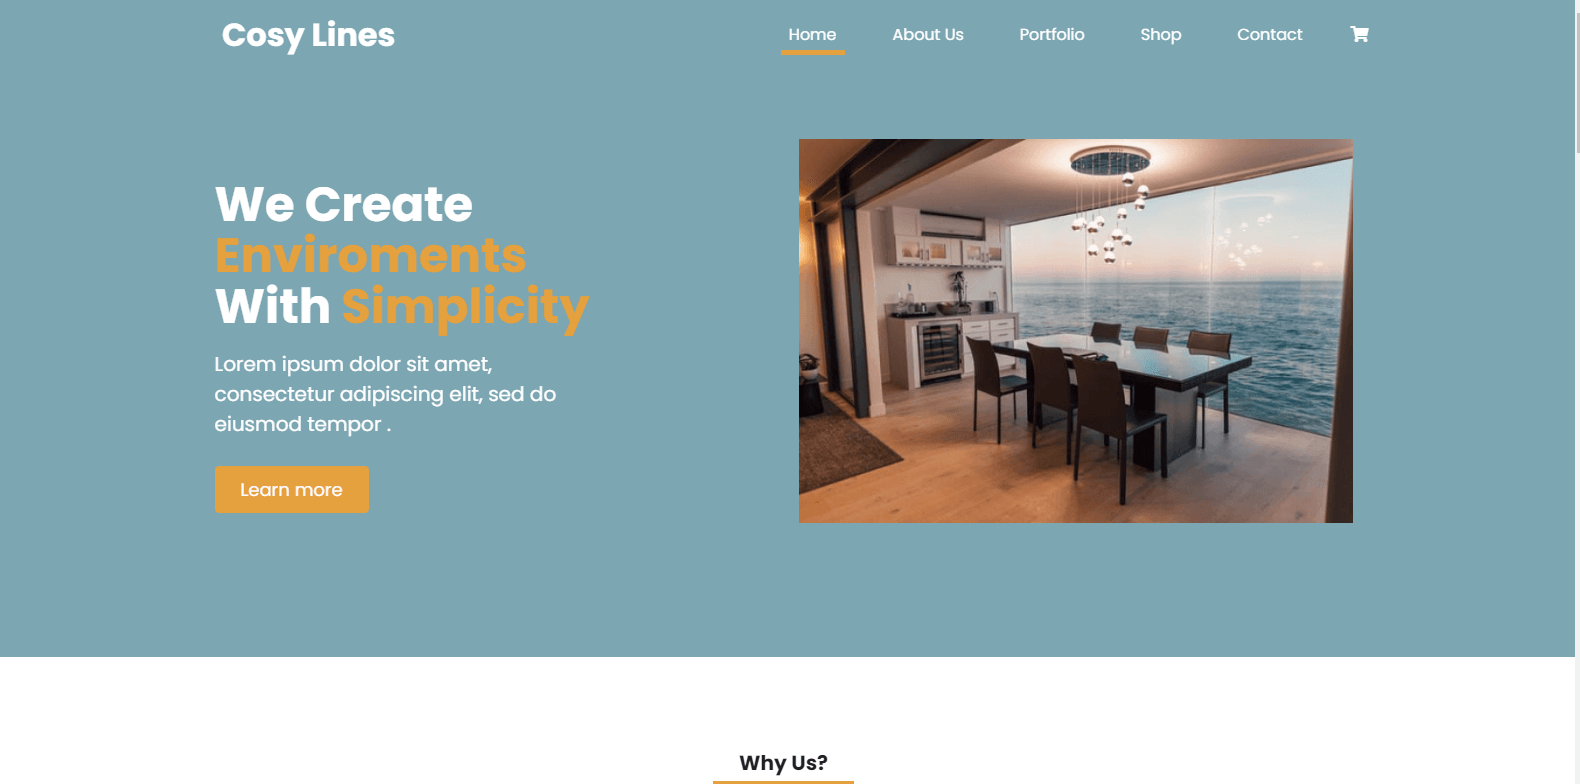 Cosy Lines
Home About Us Portfolio Shop Contact
We Create
Enviroments
With Simplicity
Lorem ipsum dolor sit amet,
consectetur adipiscing elit, sed do
eiusmod tempor .
Learn more
Why Us?